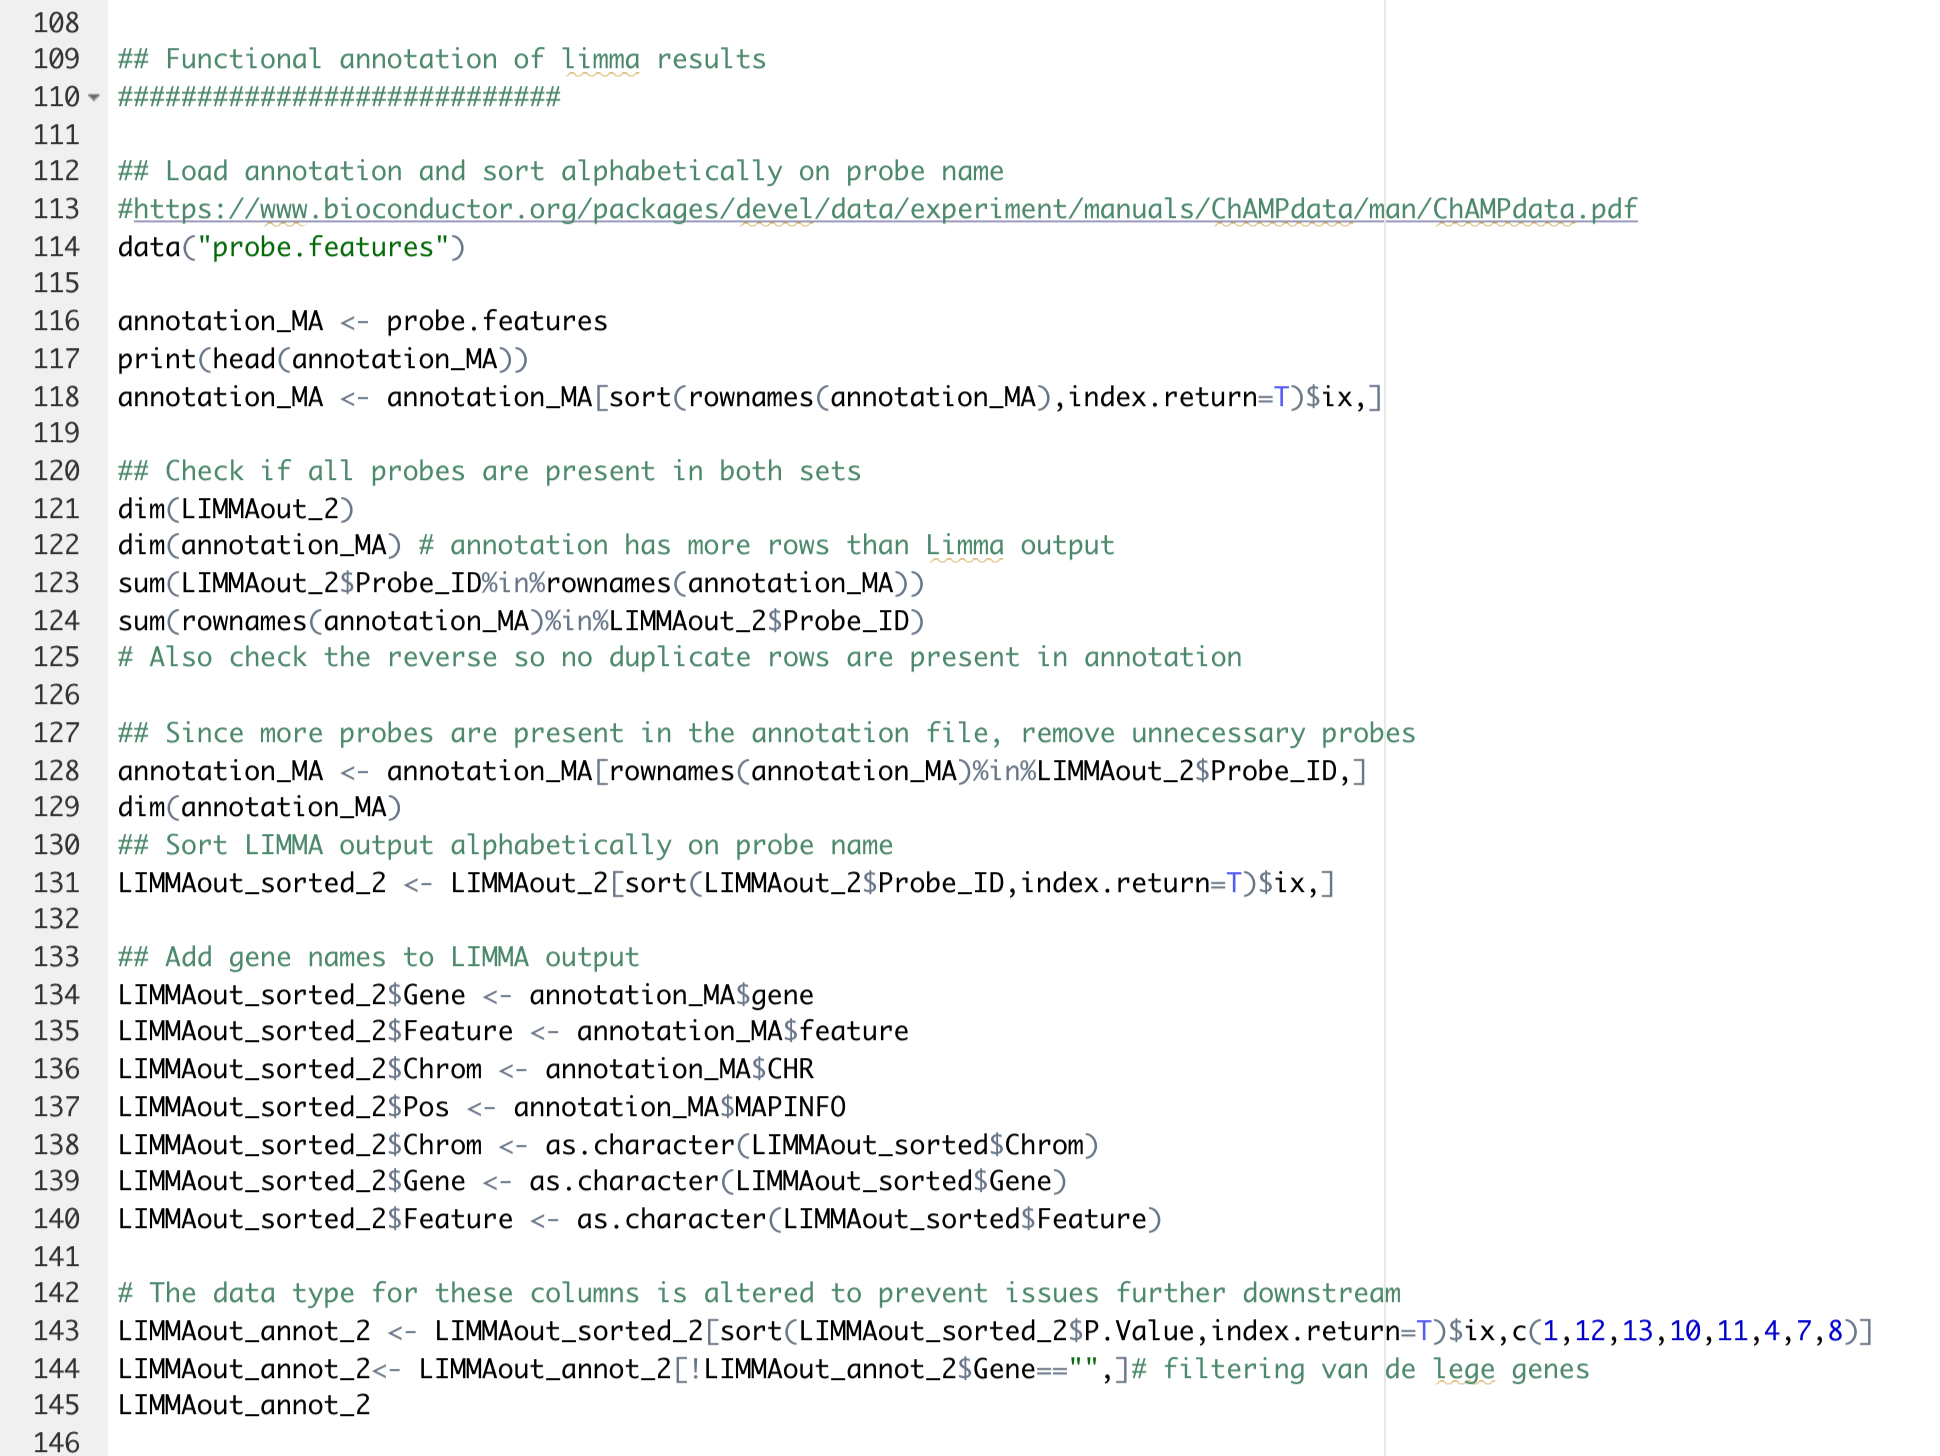 108
109 ## Functional annotation of limma results
110 ############################
111
112 ## Load annotation and sort alphabetically on probe name
113 #https://www.bioconductor.org/packages/devel/data/experiment/manuals/ChAMPdata/man/ChAMPdata.pdf
114 data("probe.features")
115
116 annotation_MA <- probe.features
117 print(head(annotation_MA))
118 annotation_MA <- annotation_MA[sort(rownames(annotation_MA),index.return=T)$ix,]
119
120 ## Check if all probes are present in both sets
121 dim(LIMMAout_2)
122 dim(annotation_MA) # annotation has more rows than Limma output
123 sum(LIMMAout_2$Probe_ID%in%rownames(annotation_MA))
124 sum(rownames(annotation_MA)%in%LIMMAout_2$Probe_ID)
125 # Also check the reverse so no duplicate rows are present in annotation
126
127 ## Since more probes are present in the annotation file, remove unnecessary probes
128 annotation_MA <- annotation_MA[rownames(annotation_MA)%in%LIMMAout_2$Probe_ID,]
129 dim(annotation_MA)
130 ## Sort LIMMA output alphabetically on probe name
131 LIMMAout_sorted_2 <- LIMMAout_2[sort(LIMMAout_2$Probe_ID,index.return=T)$ix,]
132
133 ## Add gene names to LIMMA output
134 LIMMAout_sorted_2$Gene <- annotation_MA$gene
135 LIMMAout_sorted_2$Feature <- annotation_MA$feature
136 LIMMAout_sorted_2$Chrom <- annotation_MA$CHR
137 LIMMAout_sorted_2$Pos <- annotation_MA$MAPINFO
138 LIMMAout_sorted_2$Chrom <- as.character(LIMMAout_sorted$Chrom)
139 LIMMAout_sorted_2$Gene <- as.character(LIMMAout_sorted$Gene)
140 LIMMAout_sorted_2$Feature <- as.character(LIMMAout_sorted$Feature)
141
142 # The data type for these columns is altered to prevent issues further downstream
143 LIMMAout_annot_2 <- LIMMAout_sorted_2[sort(LIMMAout_sorted_2$P.Value,index.return=T)$ix,c(1,12,13,10,11,4,7,8)]
144 LIMMAout_annot_2<- LIMMAout_annot_2[!LIMMAout_annot_2$Gene=="",]# filtering van de lege genes
145 LIMMAout_annot_2
146